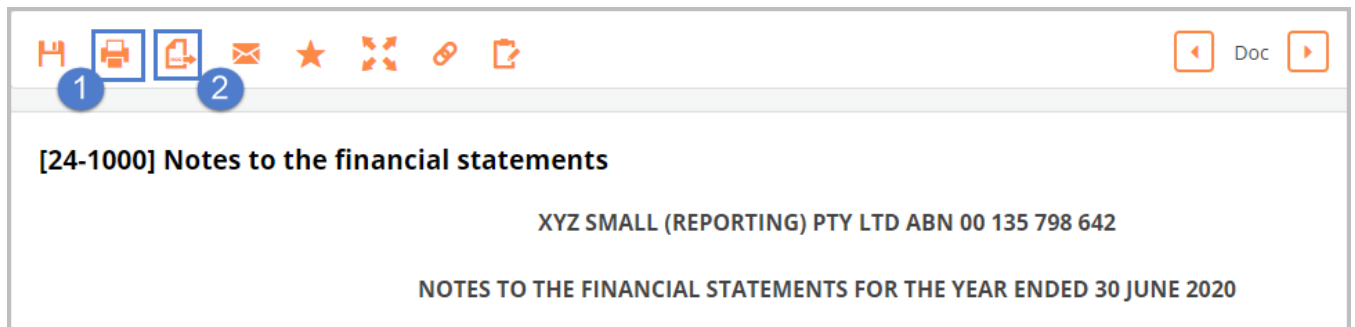 1
2
Doc
[24-1000] Notes to the financial statements
XYZ SMALL (REPORTING) PTY LTD ABN 00 135 798 642
NOTES TO THE FINANCIAL STATEMENTS FOR THE YEAR ENDED 30 JUNE 2020